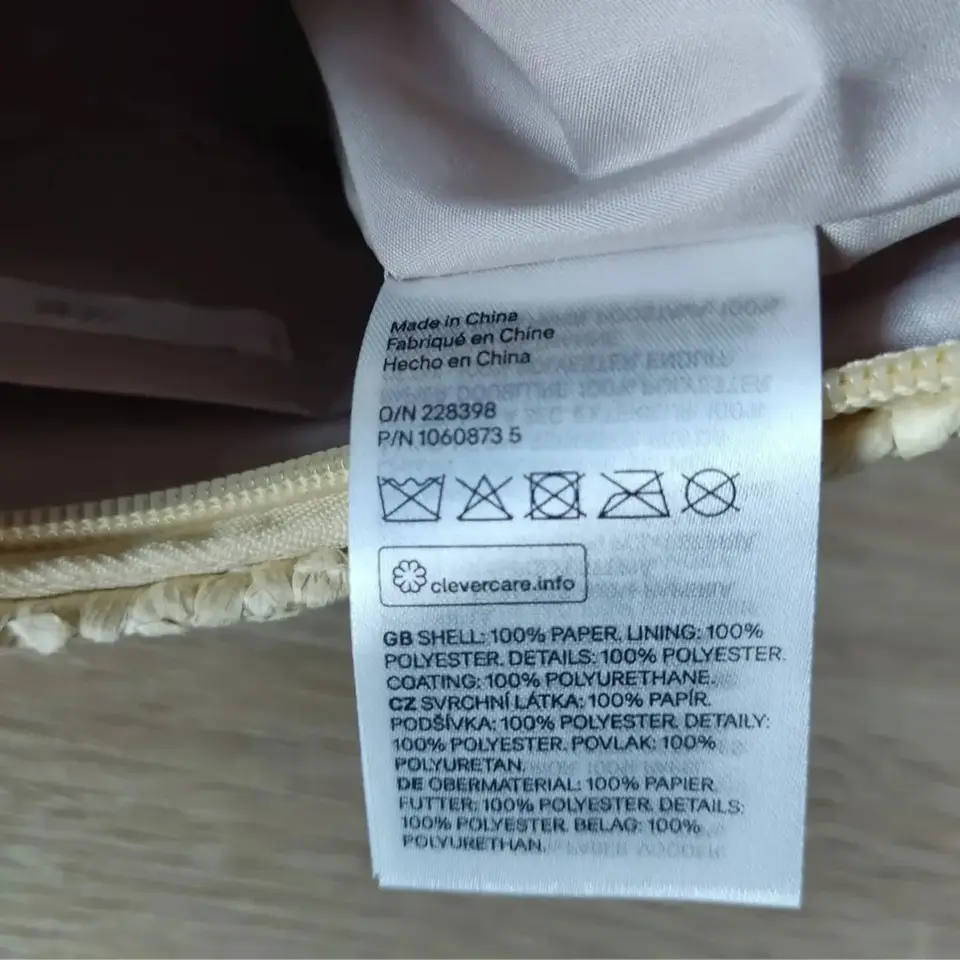 Made in China
Fabriqué en Chine
Hecho en China
O/N 228398
P/N 1060873 5
clevercare.info
GB SHELL: 100% PAPER. LINING: 100%
POLYESTER. DETAILS: 100% POLYESTER.
COATING: 100% POLYURETHANE.
CZ SVRCHNÍ LÁTKA: 100% PAPÍR.
PODŠÍVKA: 100% POLYESTER. DETAILY:
100% POLYESTER. POVLAK: 100%
POLYURETAN.
DE OBERMATERIAL: 100% PAPIER.
FUTTER: 100% POLYESTER. DETAILS:
100% POLYESTER. BELAG: 100%
POLYURETHAN.